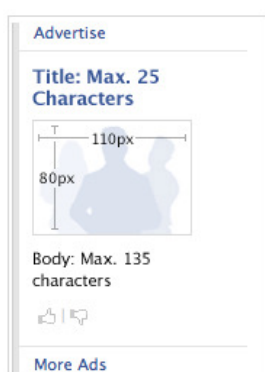 Advertise
Title: Max. 25
Characters
110px
80px
Body: Max. 135
characters
More Ads